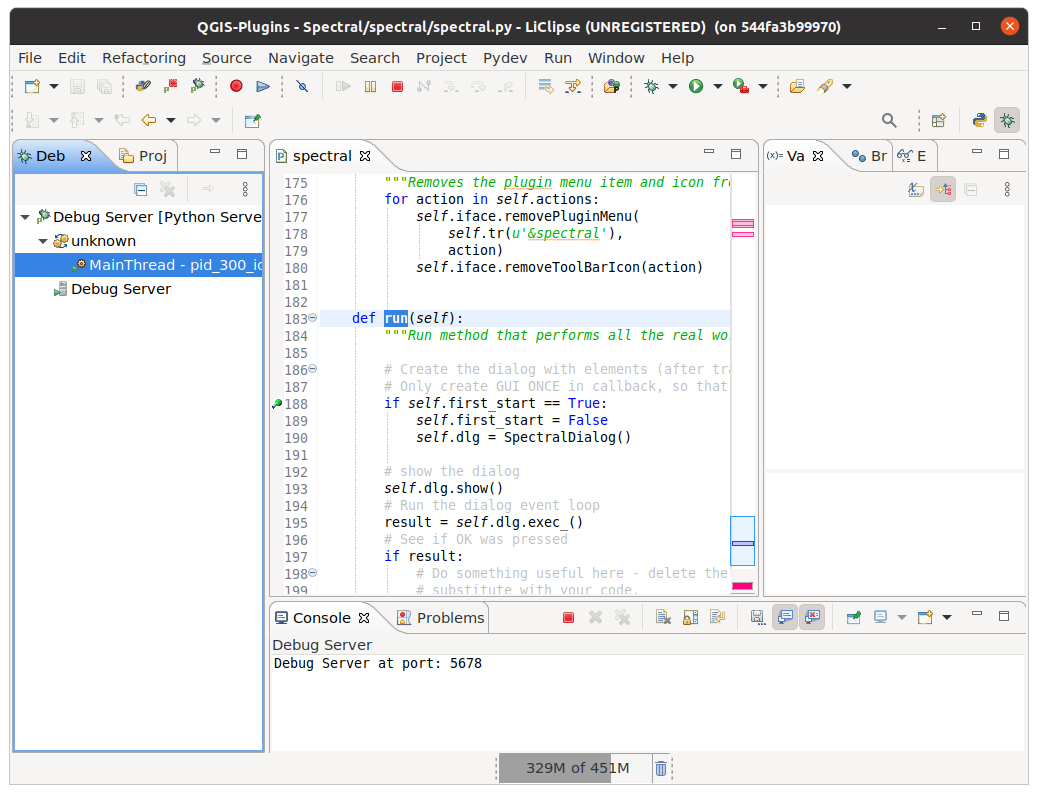 QGIS-Plugins - Spectral/spectral/spectral.py - LiClipse (UNREGISTERED)  (on 544fa3b99970)
File Edit Refactoring Source Navigate Search Project Pydev Run Window Help
Deb
Proj
Debug Server [Python Serve
unknown
MainThread - pid_300_id
Debug Server
spectral
175 """Removes the plugin menu item and icon fr
176 for action in self.actions:
177 self.iface.removePluginMenu(
178 self.tr(u'&spectral'),
179 action)
180 self.iface.removeToolBarIcon(action)
181
182
183 def run(self):
184 """Run method that performs all the real wo
185
186 # Create the dialog with elements (after tra
187 # Only create GUI ONCE in callback, so that
188 if self.first_start == True:
189 self.first_start = False
190 self.dlg = SpectralDialog()
191
192 # show the dialog
193 self.dlg.show()
194 # Run the dialog event loop
195 result = self.dlg.exec_()
196 # See if OK was pressed
197 if result:
198 # Do something useful here - delete the
199 # substitute with your code.
(x)= Va
Br
E
Console
Problems
Debug Server
Debug Server at port: 5678
329M of 451M